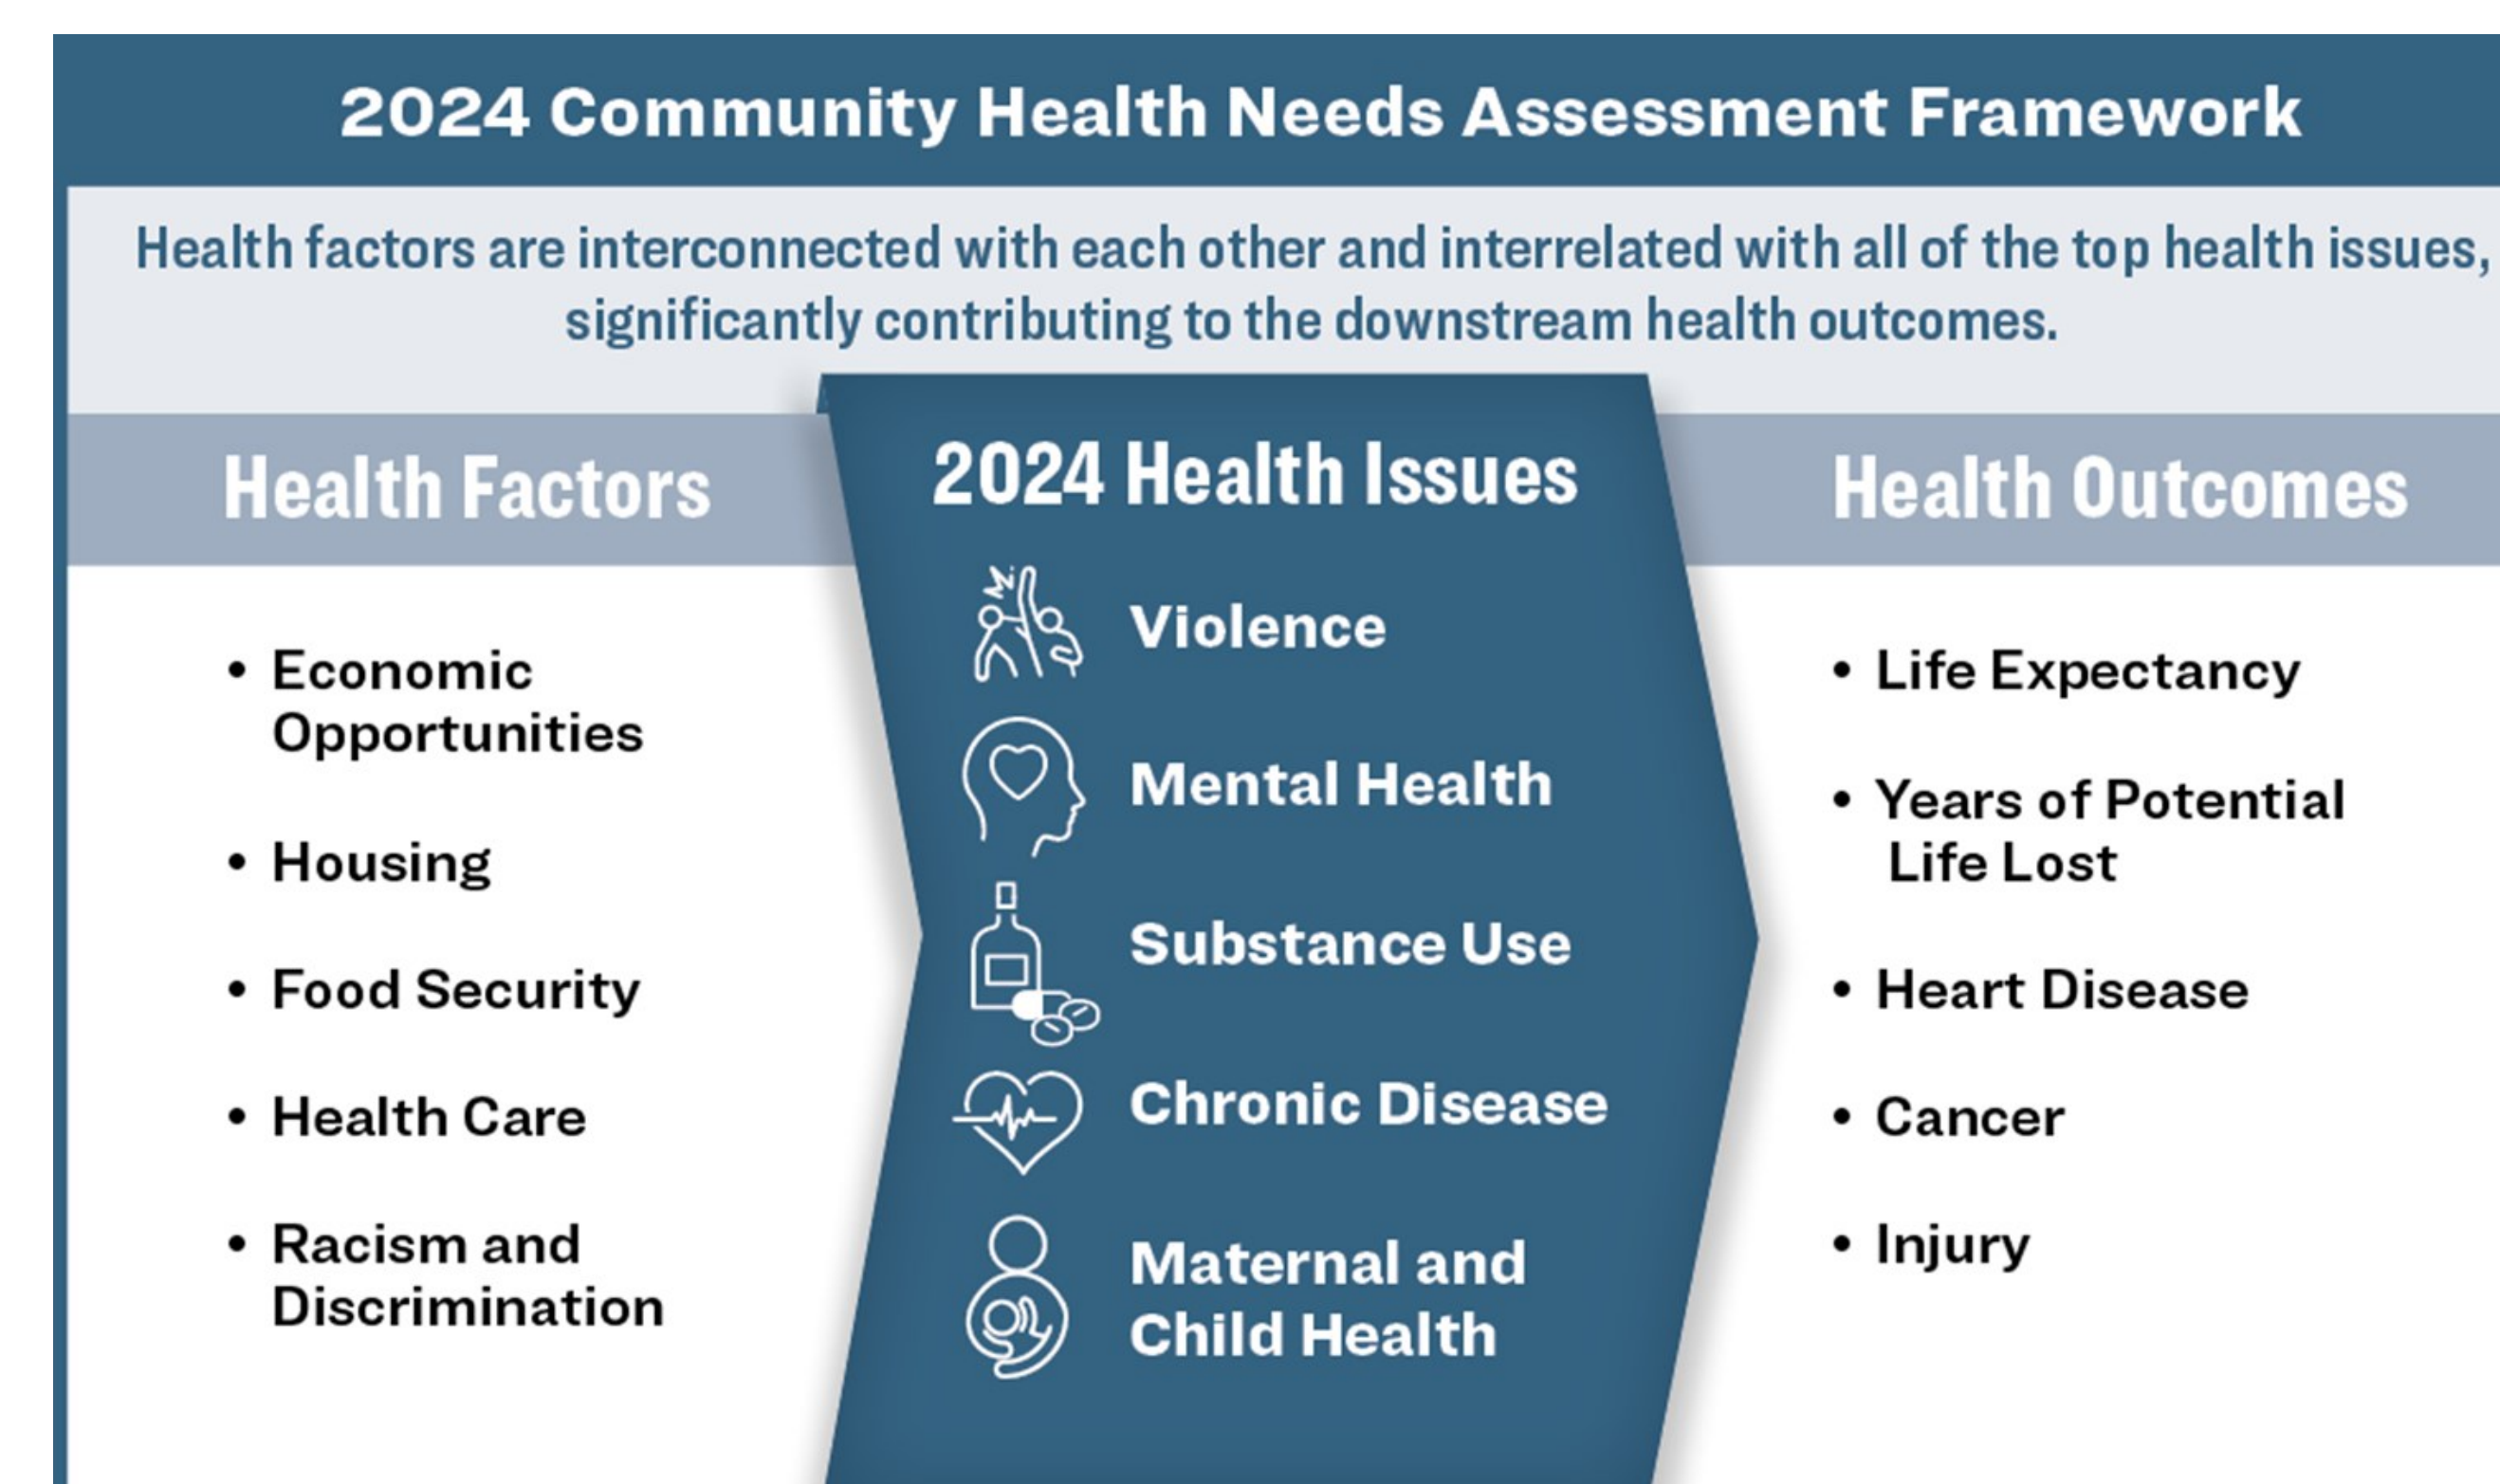 2024 Community Health Needs Assessment Framework
Health factors are interconnected with each other and interrelated with all of the top health issues,
significantly contributing to the downstream health outcomes.
Health Factors
• Economic
Opportunities
• Housing
• Food Security
• Health Care
• Racism and
Discrimination
2024 Health Issues
Violence
Mental Health
Substance Use
Chronic Disease
Maternal and
Child Health
Health Outcomes
• Life Expectancy
• Years of Potential
Life Lost
• Heart Disease
• Cancer
• Injury